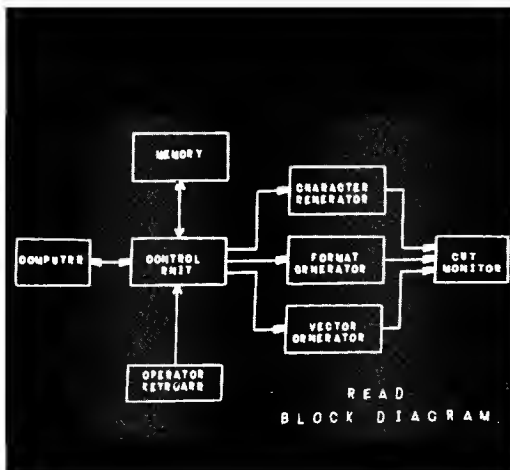 MEMORY
CHARACTER
GENERATOR
COMPUTER
CONTROL
UNIT
FORMAT
GENERATOR
CRT
MONITOR
VECTOR
GENERATOR
OPERATOR
KEYBOARD
READ
BLOCK DIAGRAM